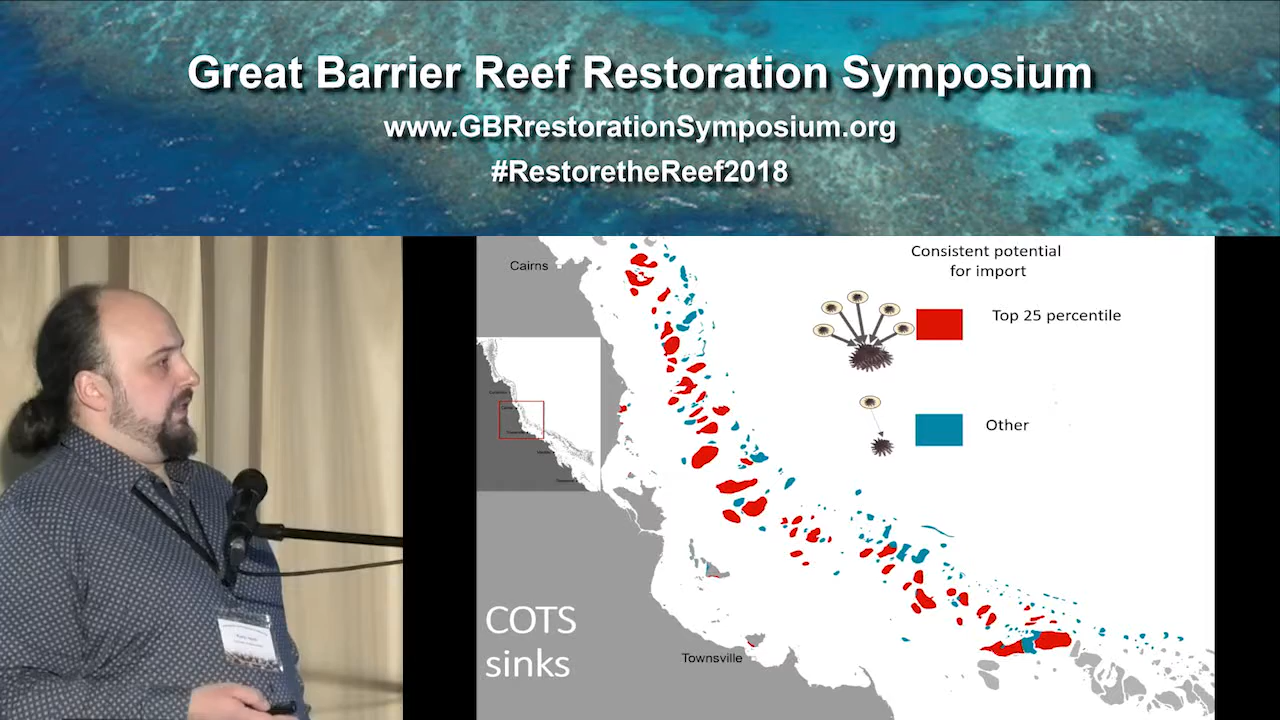 Great Barrier Reef Restoration Symposium
www.GBRrestorationSymposium.org
#RestoretheReef2018
Cairns
Consistent potential
for import
Top 25 percentile
Other
COTS
sinks
Townsville